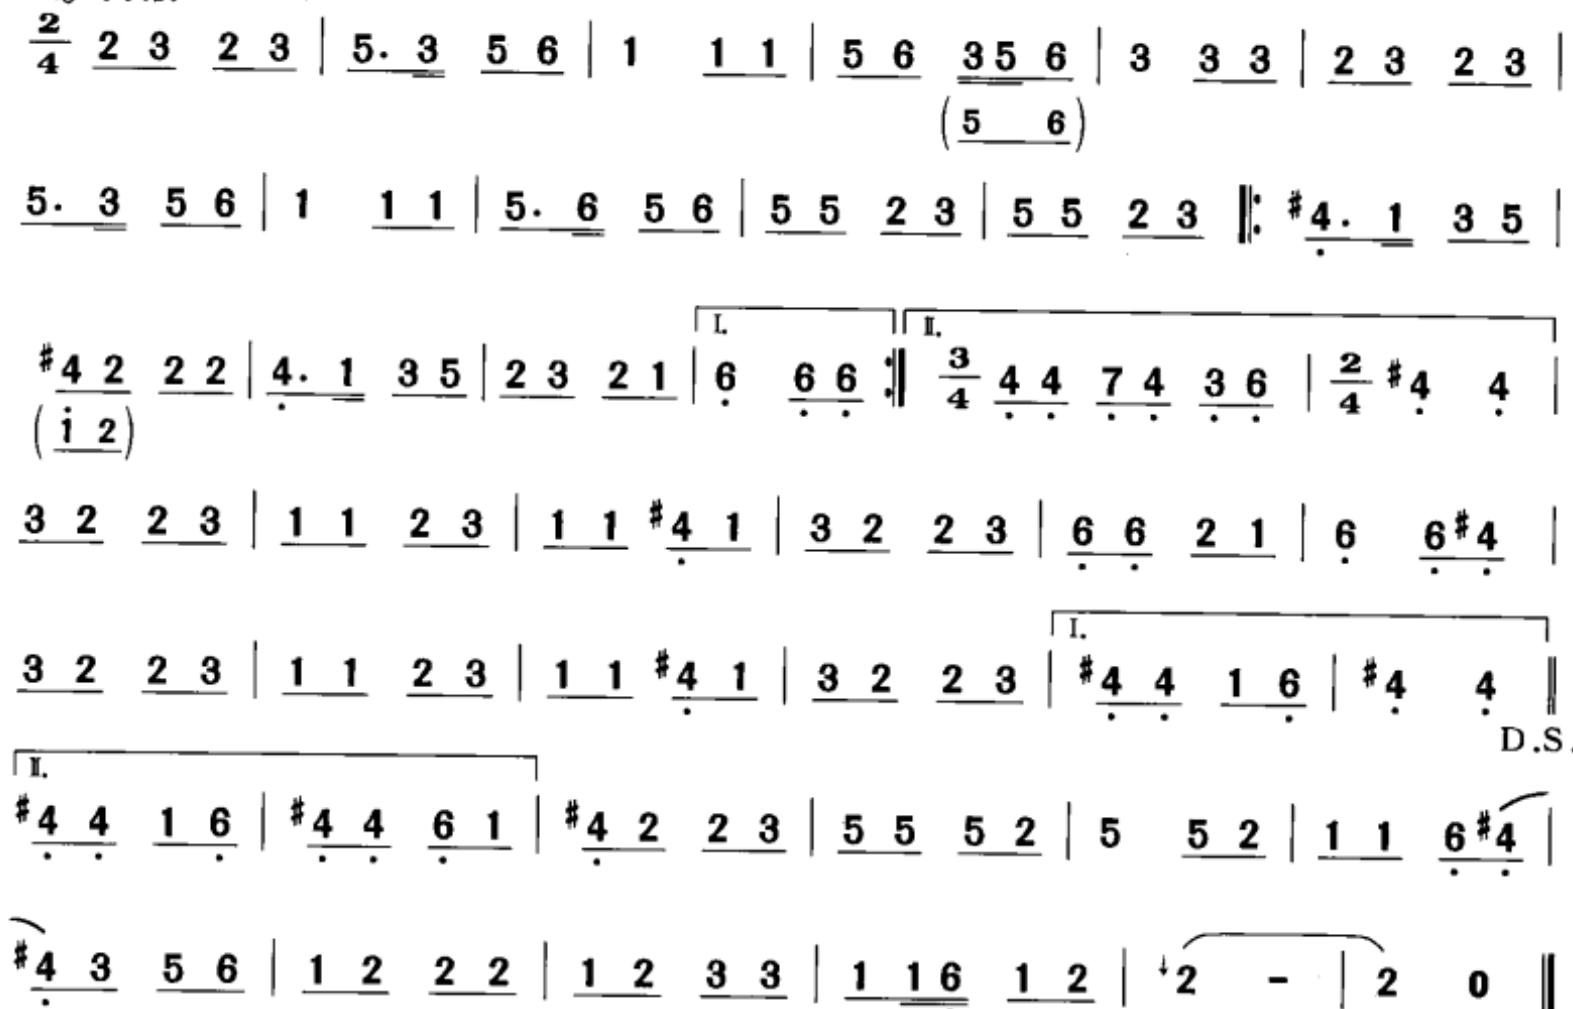 2/4 2 3 2 3 | 5. 3 5 6 | 1 1 1 | 5 6 3 5 6 | 3 3 3 | 2 3 2 3 |
(5 6)
5. 3 5 6 | 1 1 1 | 5. 6 5 6 | 5 5 2 3 | 5 5 2 3 ‖: #4. 1 3 5 |
I. II.
#4 2 2 2 | 4. 1 3 5 | 2 3 2 1 | 6 6 6 :‖ 3/4 4 4 7 4 3 6 | 2/4 #4 4 |
(i 2)
3 2 2 3 | 1 1 2 3 | 1 1 #4 1 | 3 2 2 3 | 6 6 2 1 | 6 6 #4 |
I.
3 2 2 3 | 1 1 2 3 | 1 1 #4 1 | 3 2 2 3 | #4 4 1 6 | #4 4 ‖
D.S.
II.
#4 4 1 6 | #4 4 6 1 | #4 2 2 3 | 5 5 5 2 | 5 5 2 | 1 1 6 #4 |
#4 3 5 6 | 1 2 2 2 | 1 2 3 3 | 1 1 6 1 2 | ↓2 - | 2 0 ‖